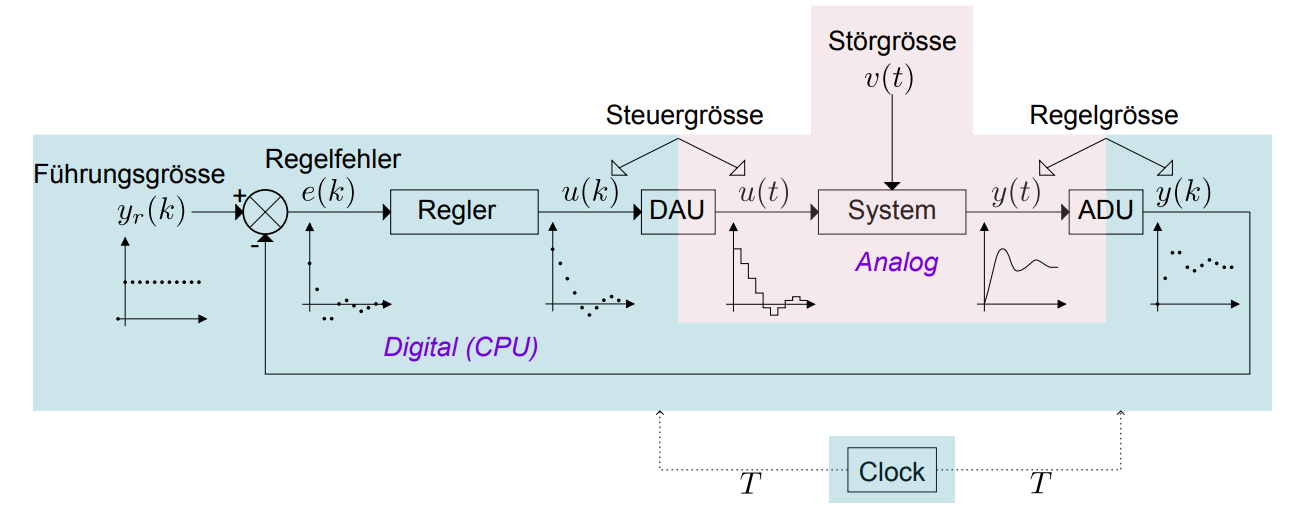 Störgrösse
v(t)
Steuergrösse
Regelgrösse
Führungsgrösse
y_r(k)
+
-
Regelfehler
e(k)
Regler
u(k)
DAU
u(t)
System
y(t)
ADU
y(k)
Analog
Digital (CPU)
Clock
T
T